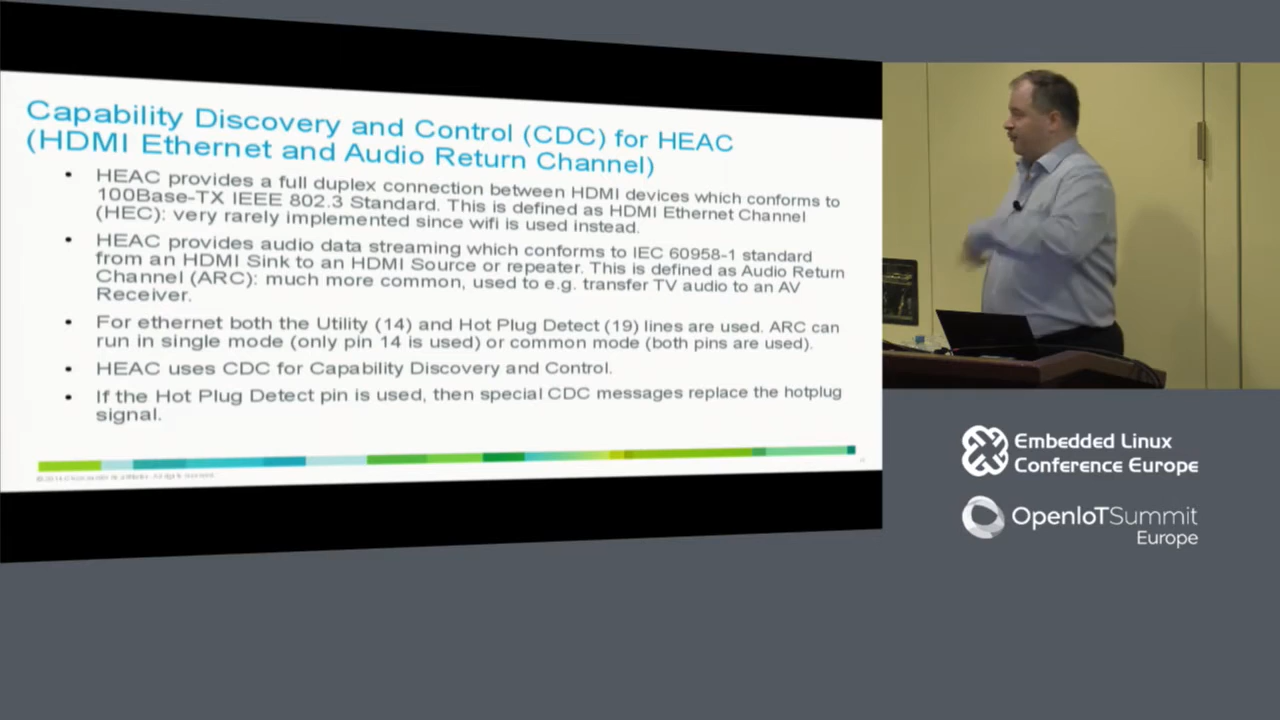 Capability Discovery and Control (CDC) for HEAC
(HDMI Ethernet and Audio Return Channel)
• HEAC provides a full duplex connection between HDMI devices which conforms to
100Base-TX IEEE 802.3 Standard. This is defined as HDMI Ethernet Channel
(HEC): very rarely implemented since wifi is used instead.
• HEAC provides audio data streaming which conforms to IEC 60958-1 standard
from an HDMI Sink to an HDMI Source or repeater. This is defined as Audio Return
Channel (ARC): much more common, used to e.g. transfer TV audio to an AV
Receiver.
• For ethernet both the Utility (14) and Hot Plug Detect (19) lines are used. ARC can
run in single mode (only pin 14 is used) or common mode (both pins are used).
• HEAC uses CDC for Capability Discovery and Control.
• If the Hot Plug Detect pin is used, then special CDC messages replace the hotplug
signal.
Embedded Linux
Conference Europe
OpenIoTSummit
Europe